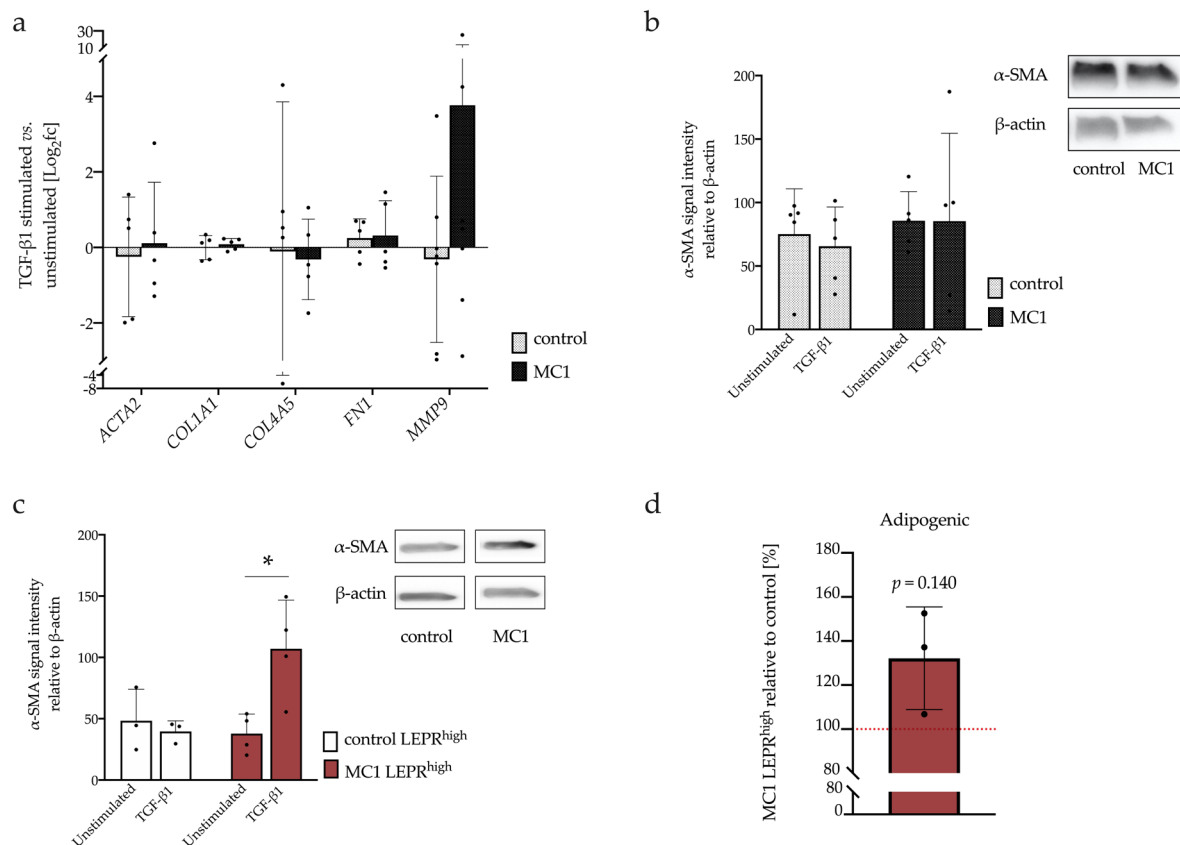 a
TGF-β1 stimulated vs.
unstimulated [Log2fc]
30
10
4
2
0
-2
-4
-8
ACTA2
COL1A1
COL4A5
FN1
MMP9
control
MC1
b
α-SMA signal intensity
relative to β-actin
200
150
100
50
0
Unstimulated
TGF-β1
Unstimulated
TGF-β1
α-SMA
β-actin
control MC1
control
MC1
c
α-SMA signal intensity
relative to β-actin
200
150
100
50
0
*
Unstimulated
TGF-β1
Unstimulated
TGF-β1
α-SMA
β-actin
control MC1
control LEPRhigh
MC1 LEPRhigh
d
Adipogenic
MC1 LEPRhigh relative to control [%]
180
160
140
120
100
80
80
0
p = 0.140